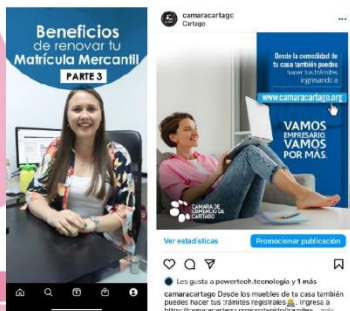 Beneficios
de renovar tu
Matrícula Mercantil
PARTE 3
camaracartago
Cartago
Desde la comodidad de
tu casa también puedes
hacer tus trámites
ingresando a
www.camaracartago.org
VAMOS
EMPRESARIO
VAMOS
POR MÁS.
CÁMARA DE
COMERCIO DE
CARTAGO
Ver estadísticas
Promocionar publicación
Les gusta a powertech.tecnologia y 1 más
camaracartago Desde los muebles de tu casa también
puedes hacer tus trámites registrales. Ingresa a